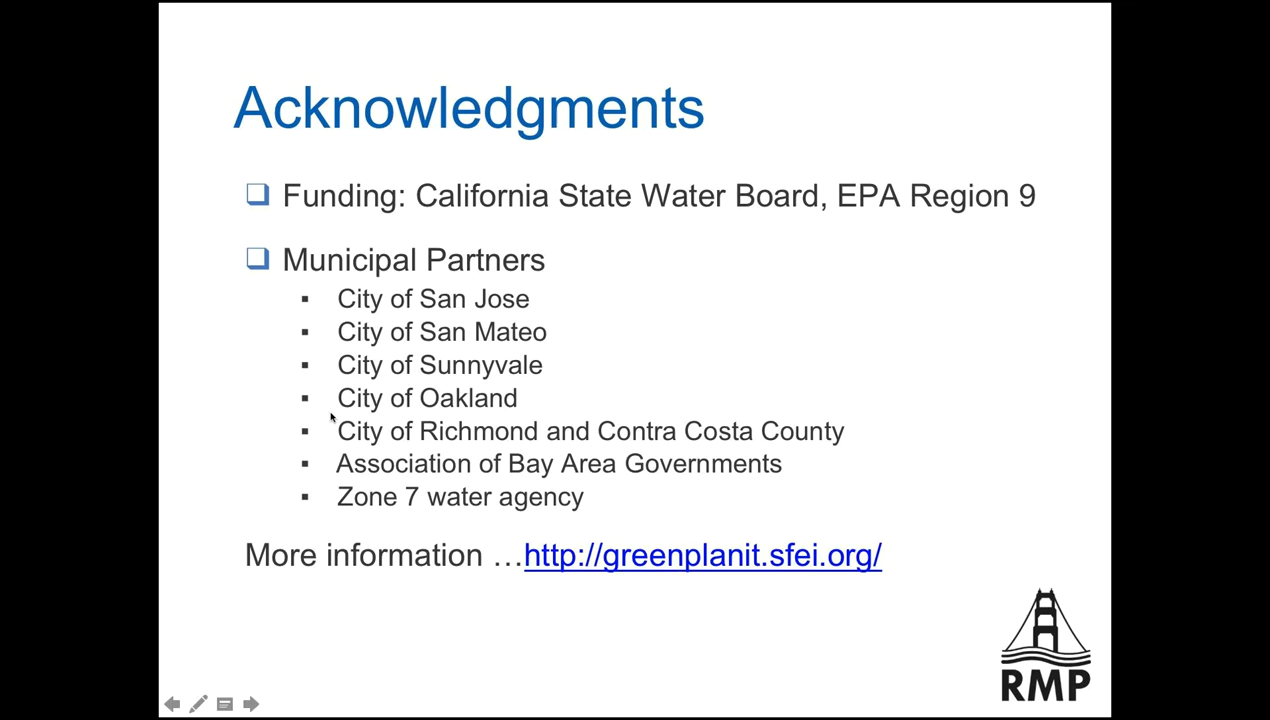 Acknowledgments
Funding: California State Water Board, EPA Region 9
Municipal Partners
City of San Jose
City of San Mateo
City of Sunnyvale
City of Oakland
City of Richmond and Contra Costa County
Association of Bay Area Governments
Zone 7 water agency
More information …http://greenplanit.sfei.org/
RMP